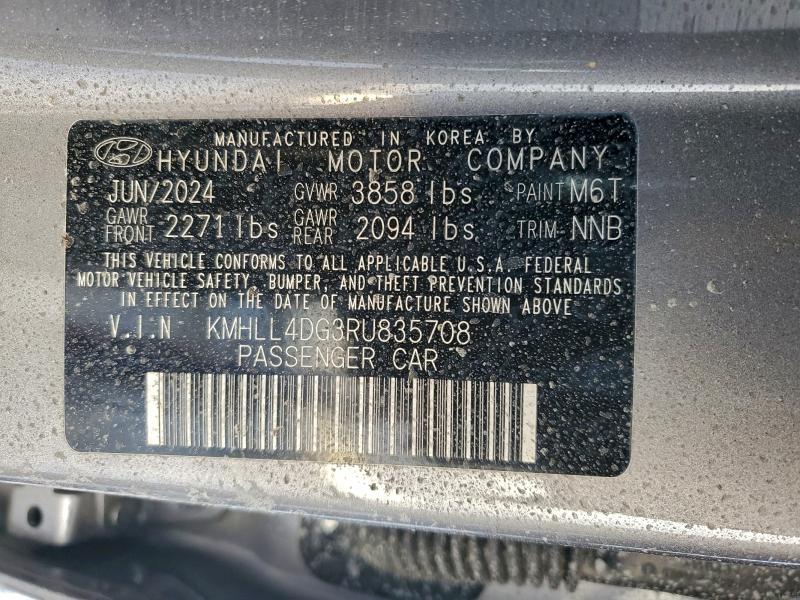 MANUFACTURED IN KOREA BY
HYUNDAI MOTOR COMPANY
JUN/2024 GVWR 3858 lbs PAINT M6T
GAWR FRONT 2271 lbs GAWR REAR 2094 lbs TRIM NNB
THIS VEHICLE CONFORMS TO ALL APPLICABLE U.S.A. FEDERAL
MOTOR VEHICLE SAFETY, BUMPER, AND THEFT PREVENTION STANDARDS
IN EFFECT ON THE DATE OF MANUFACTURE SHOWN ABOVE
V.I.N KMHLL4DG3RU835708
PASSENGER CAR